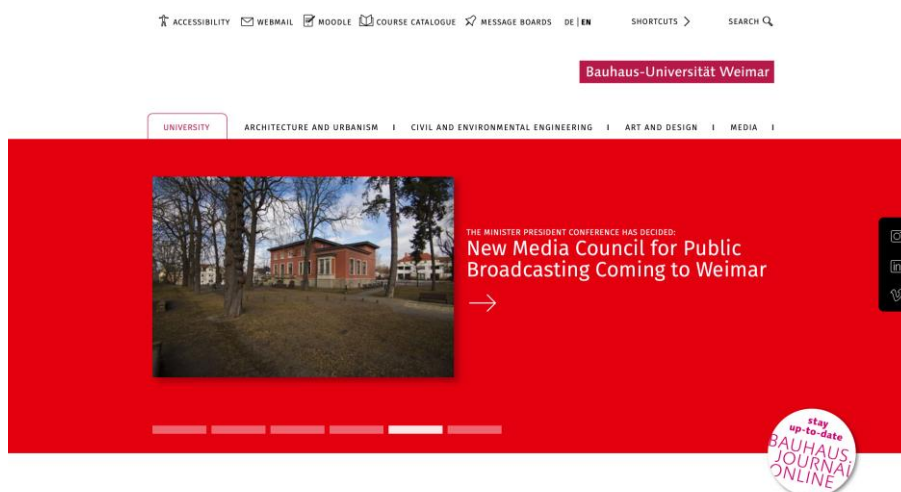 ACCESSIBILITY WEBMAIL MOODLE COURSE CATALOGUE MESSAGE BOARDS DE | EN SHORTCUTS SEARCH
Bauhaus-Universität Weimar
UNIVERSITY ARCHITECTURE AND URBANISM I CIVIL AND ENVIRONMENTAL ENGINEERING I ART AND DESIGN I MEDIA I
THE MINISTER PRESIDENT CONFERENCE HAS DECIDED:
New Media Council for Public
Broadcasting Coming to Weimar
in
stay
up-to-date
BAUHAUS.
JOURNAL
ONLINE